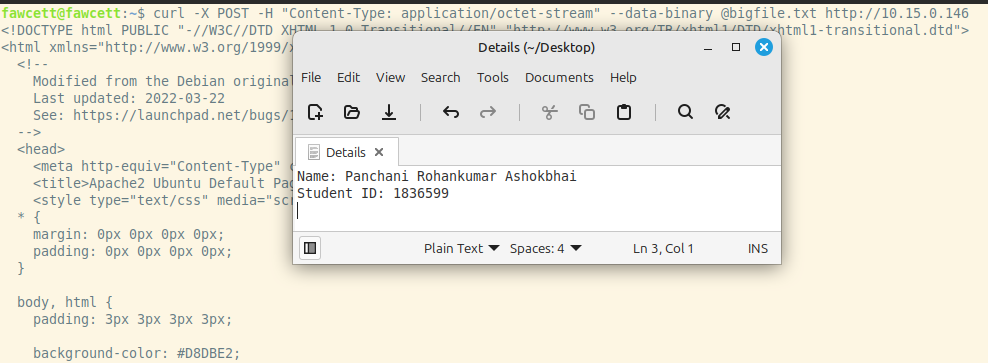 fawcett@fawcett:~$ curl -X POST -H "Content-Type: application/octet-stream" --data-binary @bigfile.txt http://10.15.0.146
<!DOCTYPE html PUBLIC "-//W3C//DTD XHTML 1.0 Transitional//EN" "http://www.w3.org/TR/xhtml1/DTD/xhtml1-transitional.dtd">
<html xmlns="http://www.w3.org/1999/x
<!--
Modified from the Debian original
Last updated: 2022-03-22
See: https://launchpad.net/bugs/1
-->
<head>
<meta http-equiv="Content-Type" c
<title>Apache2 Ubuntu Default Pag
<style type="text/css" media="scr
* {
margin: 0px 0px 0px 0px;
padding: 0px 0px 0px 0px;
}
body, html {
padding: 3px 3px 3px 3px;
background-color: #D8DBE2;
Details (~/Desktop)
File Edit View Search Tools Documents Help
Details
Name: Panchani Rohankumar Ashokbhai
Student ID: 1836599
Plain Text Spaces: 4 Ln 3, Col 1 INS